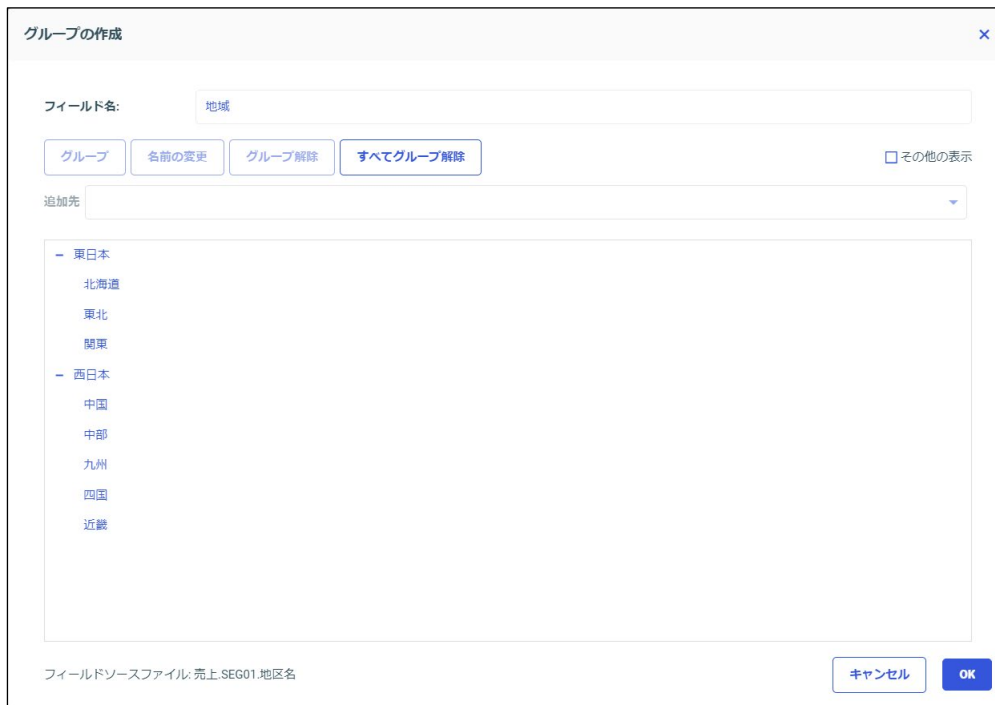 グループの作成 ×
フィールド名: 地域
グループ 名前の変更 グループ解除 すべてグループ解除 その他の表示
追加先
− 東日本
北海道
東北
関東
− 西日本
中国
中部
九州
四国
近畿
フィールドソースファイル: 売上.SEG01.地区名 キャンセル OK